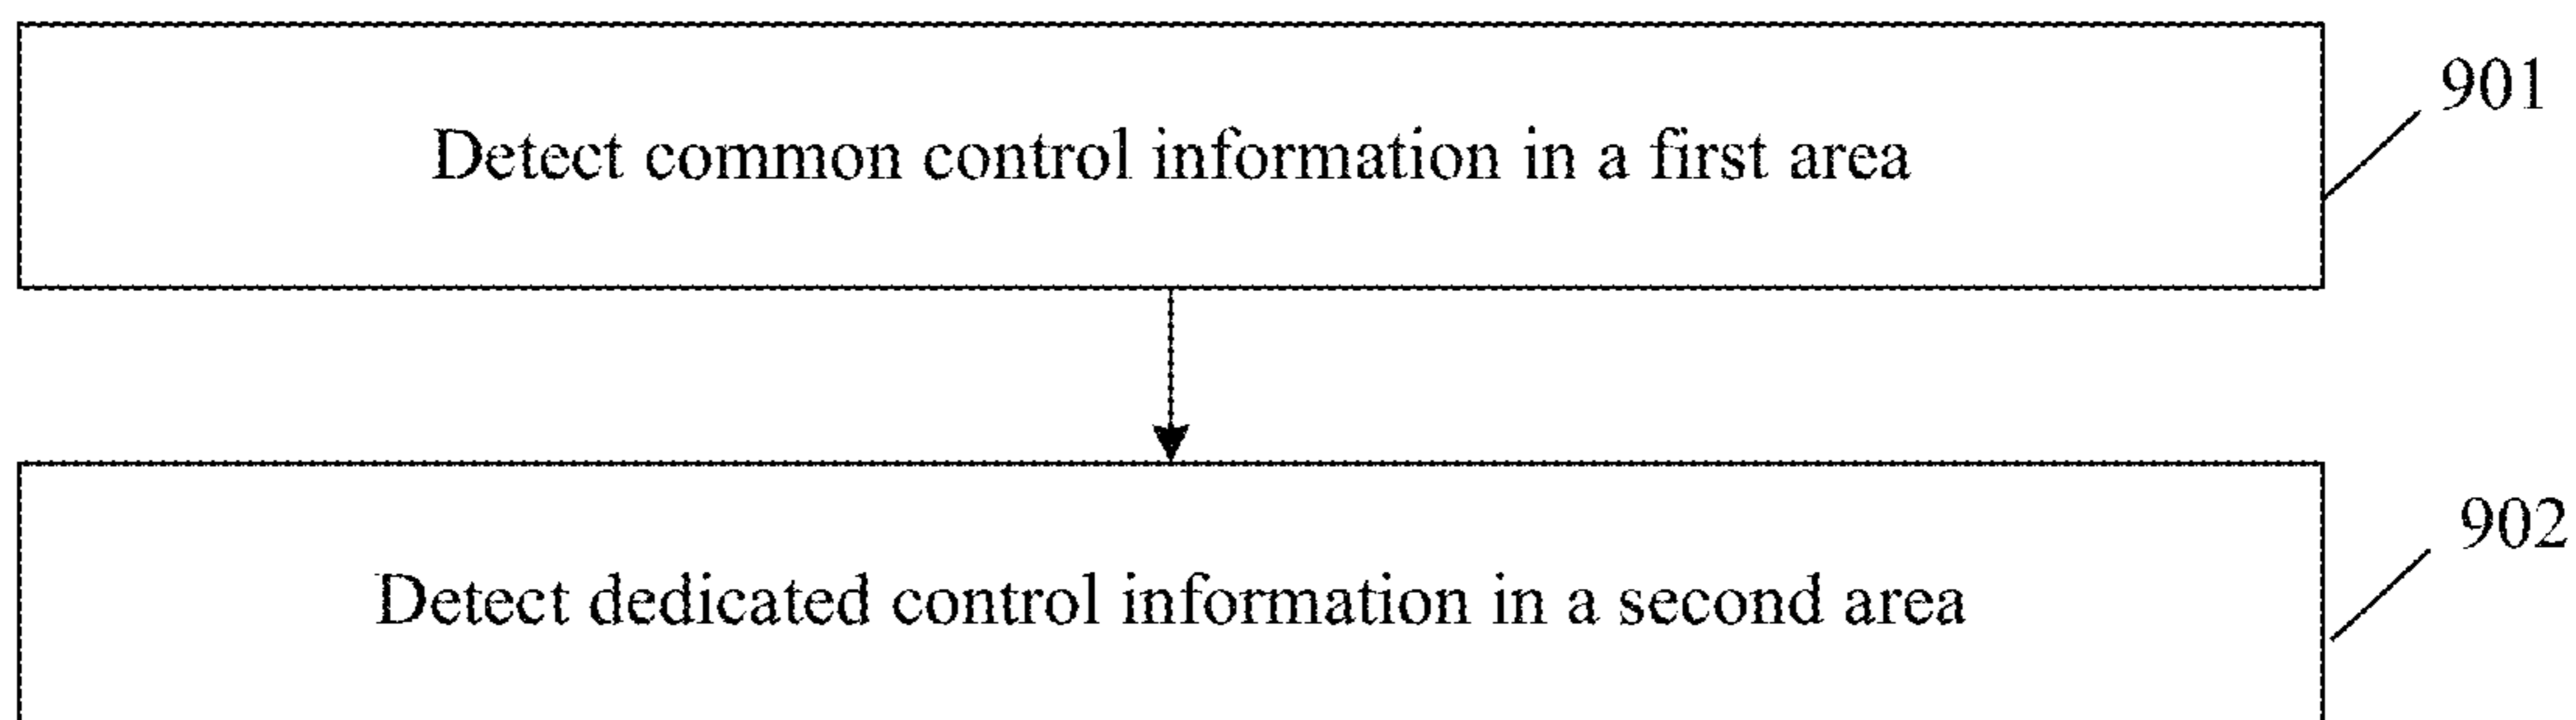 901
Detect common control information in a first area
902
Detect dedicated control information in a second area